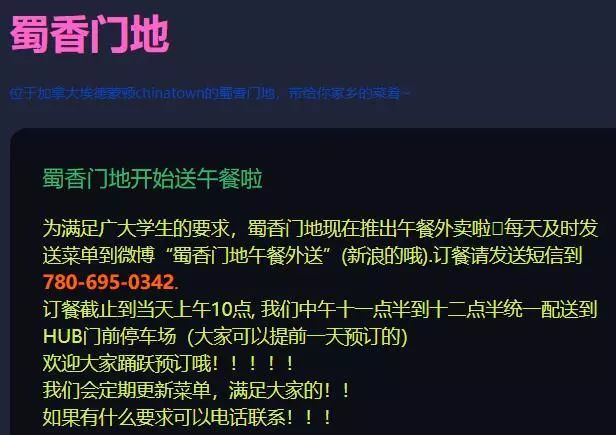 蜀香门地
位于加拿大埃德蒙顿chinatown的蜀香门地，带给你家乡的菜肴~
蜀香门地开始送午餐啦
为满足广大学生的要求，蜀香门地现在推出午餐外卖啦▯每天及时发
送菜单到微博“蜀香门地午餐外送”(新浪的哦).订餐请发送短信到
780-695-0342.
订餐截止到当天上午10点, 我们中午十一点半到十二点半统一配送到
HUB门前停车场（大家可以提前一天预订的）
欢迎大家踊跃预订哦！！！！！
我们会定期更新菜单，满足大家的！！
如果有什么要求可以电话联系！！！